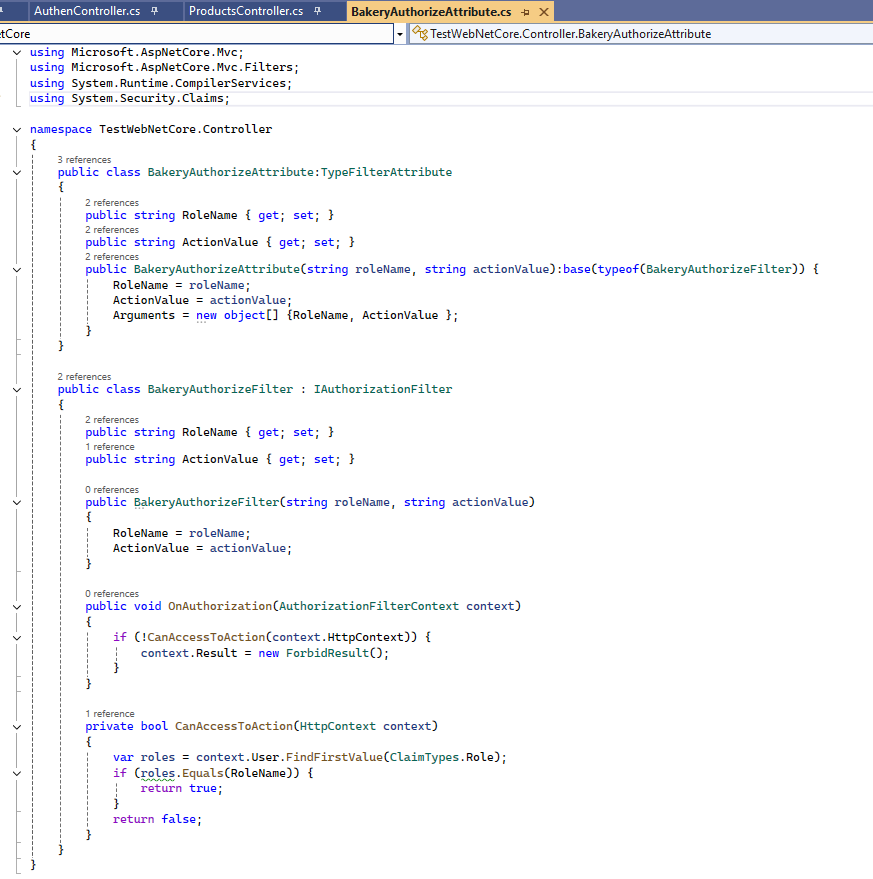 AuthenController.cs
ProductsController.cs
BakeryAuthorizeAttribute.cs
tCore
TestWebNetCore.Controller.BakeryAuthorizeAttribute
using Microsoft.AspNetCore.Mvc;
using Microsoft.AspNetCore.Mvc.Filters;
using System.Runtime.CompilerServices;
using System.Security.Claims;
namespace TestWebNetCore.Controller
{
3 references
public class BakeryAuthorizeAttribute:TypeFilterAttribute
{
2 references
public string RoleName { get; set; }
2 references
public string ActionValue { get; set; }
2 references
public BakeryAuthorizeAttribute(string roleName, string actionValue):base(typeof(BakeryAuthorizeFilter)) {
RoleName = roleName;
ActionValue = actionValue;
Arguments = new object[] {RoleName, ActionValue };
}
}
2 references
public class BakeryAuthorizeFilter : IAuthorizationFilter
{
2 references
public string RoleName { get; set; }
1 reference
public string ActionValue { get; set; }
0 references
public BakeryAuthorizeFilter(string roleName, string actionValue)
{
RoleName = roleName;
ActionValue = actionValue;
}
0 references
public void OnAuthorization(AuthorizationFilterContext context)
{
if (!CanAccessToAction(context.HttpContext)) {
context.Result = new ForbidResult();
}
}
1 reference
private bool CanAccessToAction(HttpContext context)
{
var roles = context.User.FindFirstValue(ClaimTypes.Role);
if (roles.Equals(RoleName)) {
return true;
}
return false;
}
}
}